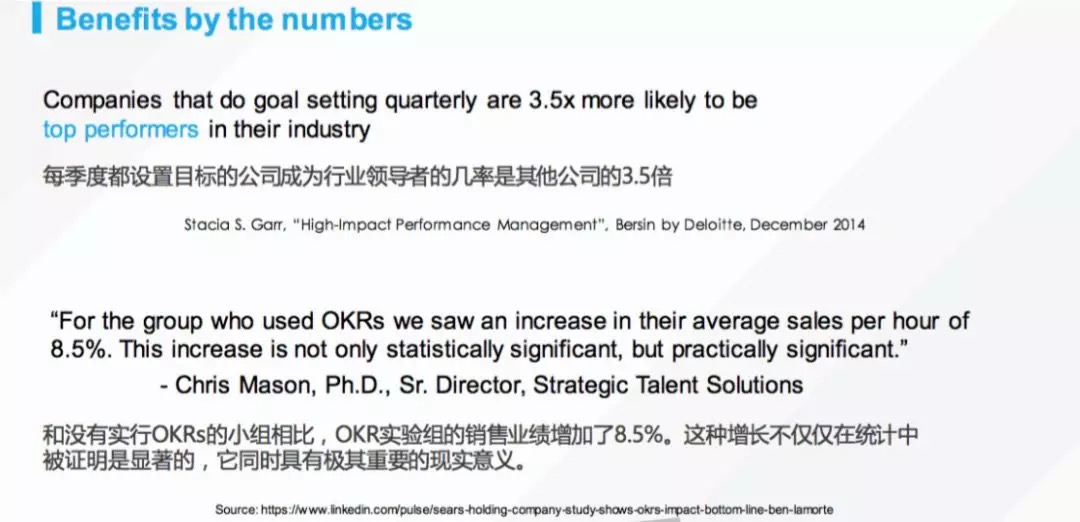 Benefits by the numbers
Companies that do goal setting quarterly are 3.5x more likely to be
top performers in their industry
每季度都设置目标的公司成为行业领导者的几率是其他公司的3.5倍
Stacia S. Garr, “High-Impact Performance Management”, Bersin by Deloitte, December 2014
“For the group who used OKRs we saw an increase in their average sales per hour of
8.5%. This increase is not only statistically significant, but practically significant.”
- Chris Mason, Ph.D., Sr. Director, Strategic Talent Solutions
和没有实行OKRs的小组相比，OKR实验组的销售业绩增加了8.5%。这种增长不仅仅在统计中
被证明是显著的，它同时具有极其重要的现实意义。
Source: https://www.linkedin.com/pulse/sears-holding-company-study-shows-okrs-impact-bottom-line-ben-lamorte